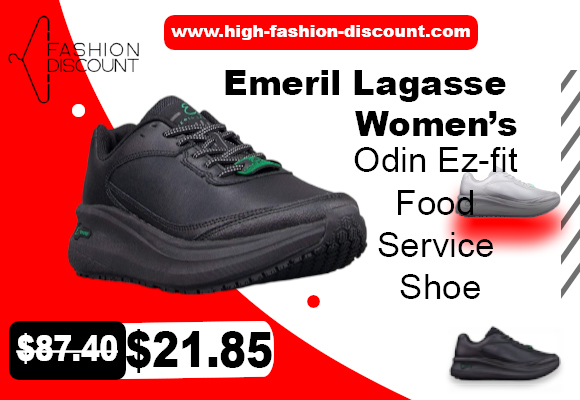 www.high-fashion-discount.com
FASHION
DISCOUNT
Emeril Lagasse
Women’s
Odin Ez-fit
Food
Service
Shoe
$87.40
$21.85